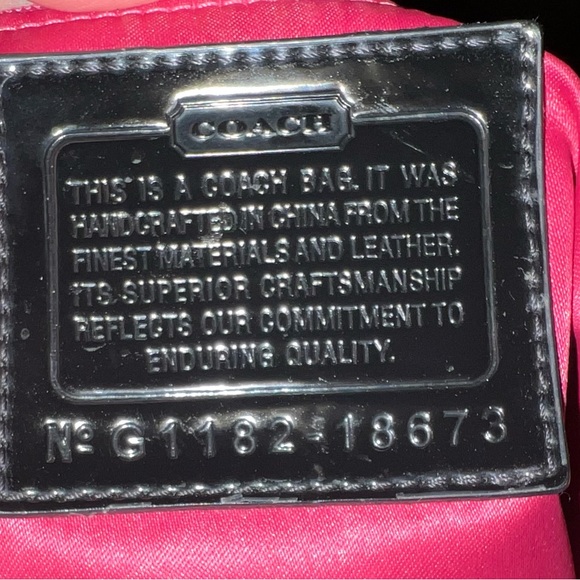 COACH
THIS IS A COACH BAG. IT WAS
HANDCRAFTED IN CHINA FROM THE
FINEST MATERIALS AND LEATHER.
ITS SUPERIOR CRAFTSMANSHIP
REFLECTS OUR COMMITMENT TO
ENDURING QUALITY.
Nº G1182-18673